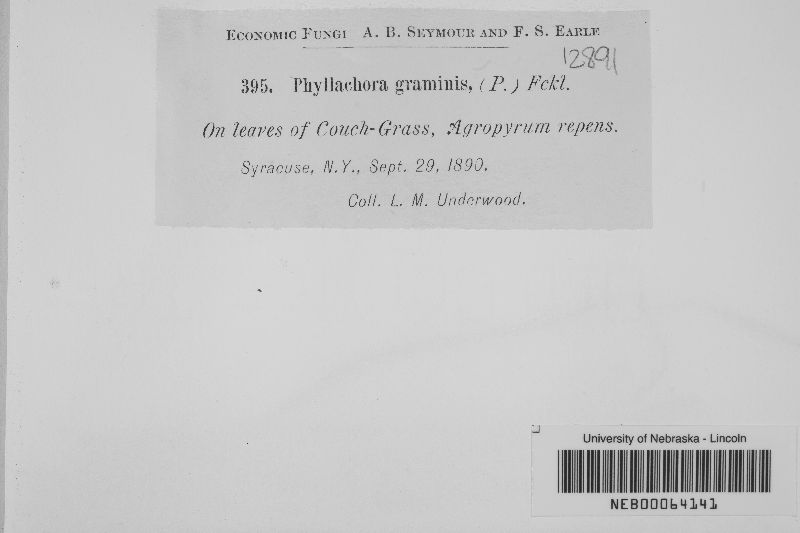 Economic Fungi A. B. Seymour and F. S. Earle
12891
395. Phyllachora graminis, (P.) Fckl.
On leaves of Couch-Grass, Agropyrum repens.
Syracuse, N.Y., Sept. 29, 1890.
Coll. L. M. Underwood.
University of Nebraska - Lincoln
NEB00064141